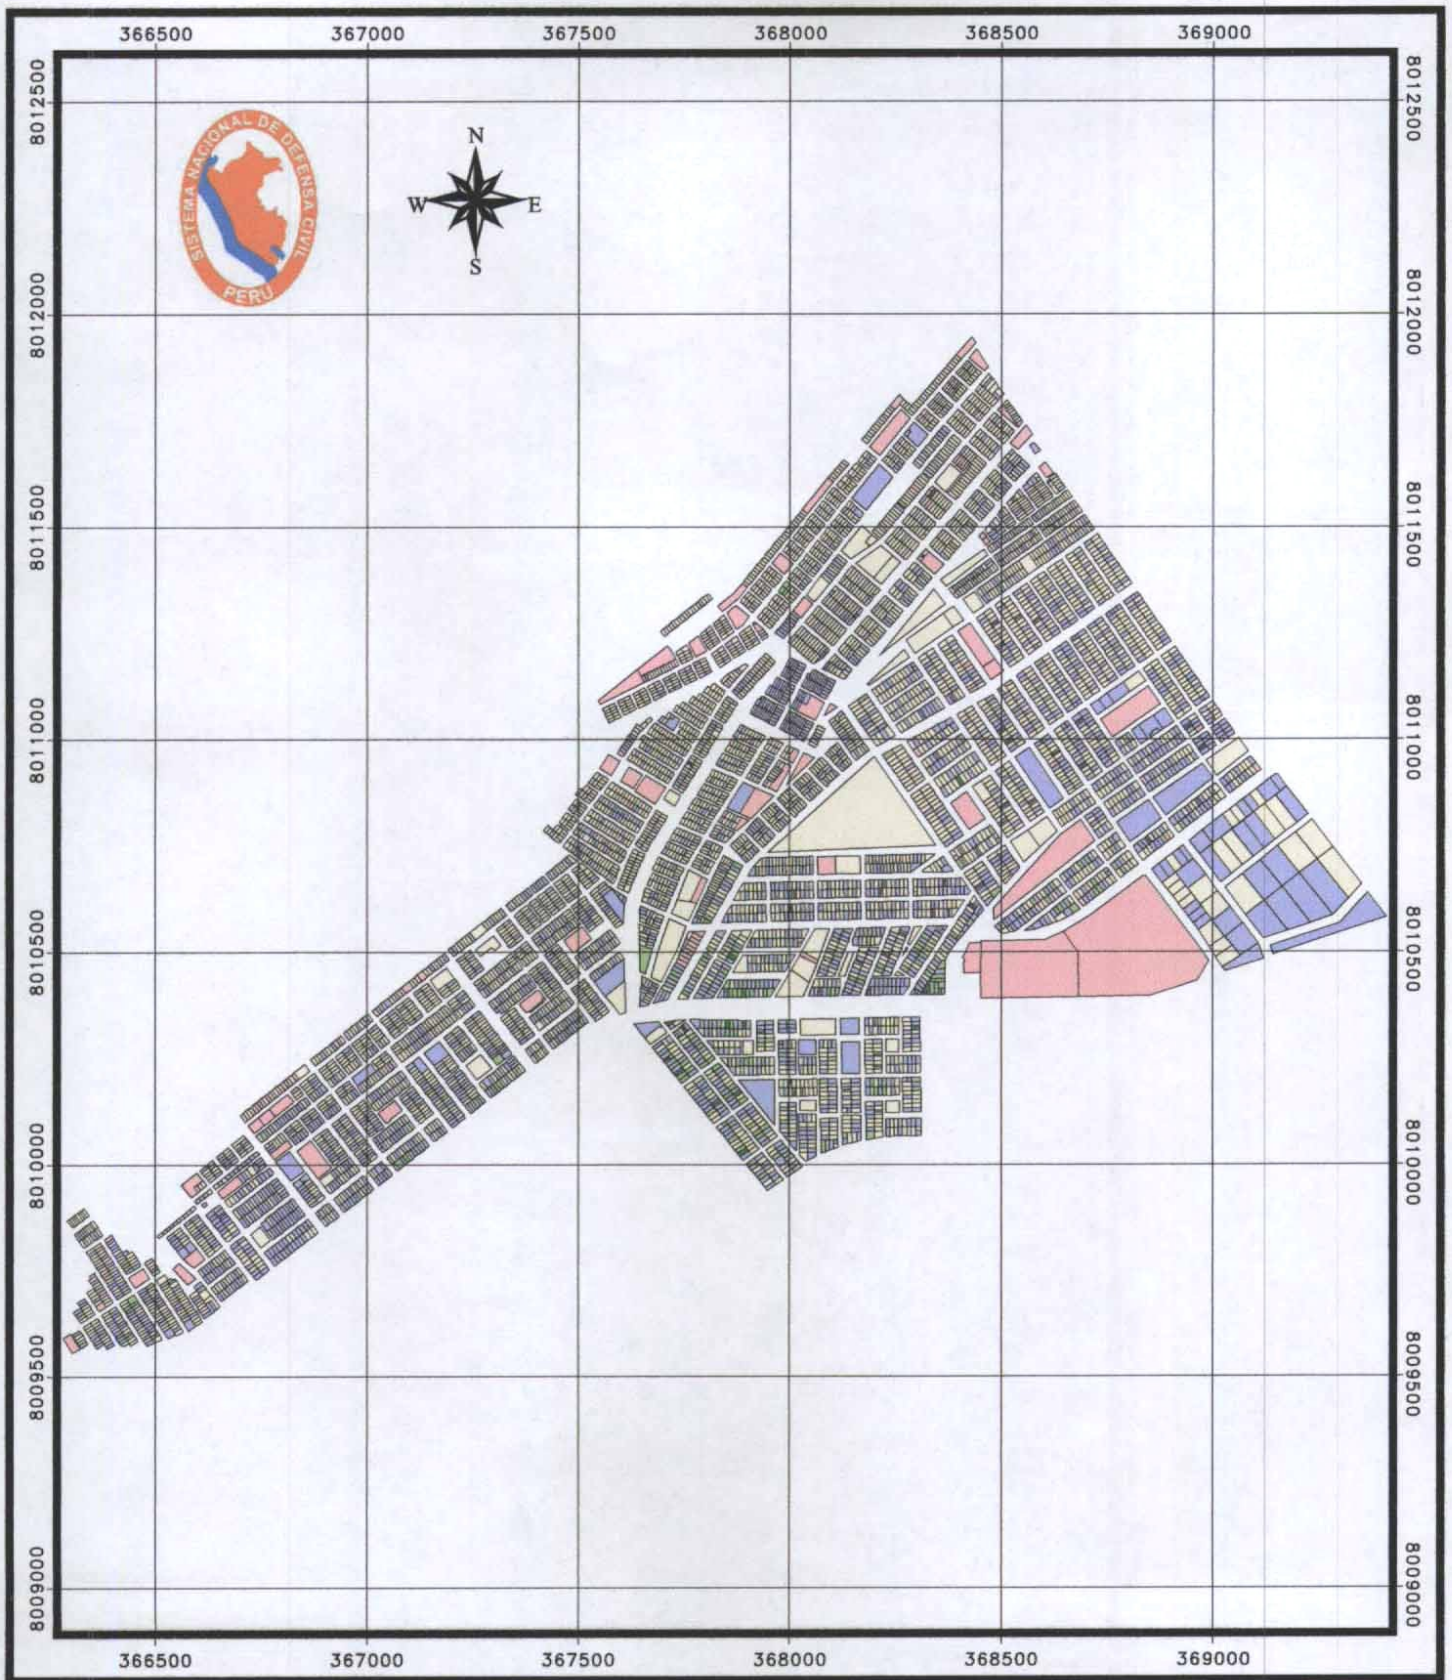 366500 367000 367500 368000 368500 369000
8012500 8012500
SISTEMA NACIONAL DE DEFENSA CIVIL
PERU
N
W E
S
8012000 8012000
8011500 8011500
8011000 8011000
8010500 8010500
8010000 8010000
8009500 8009500
8009000 8009000
366500 367000 367500 368000 368500 369000